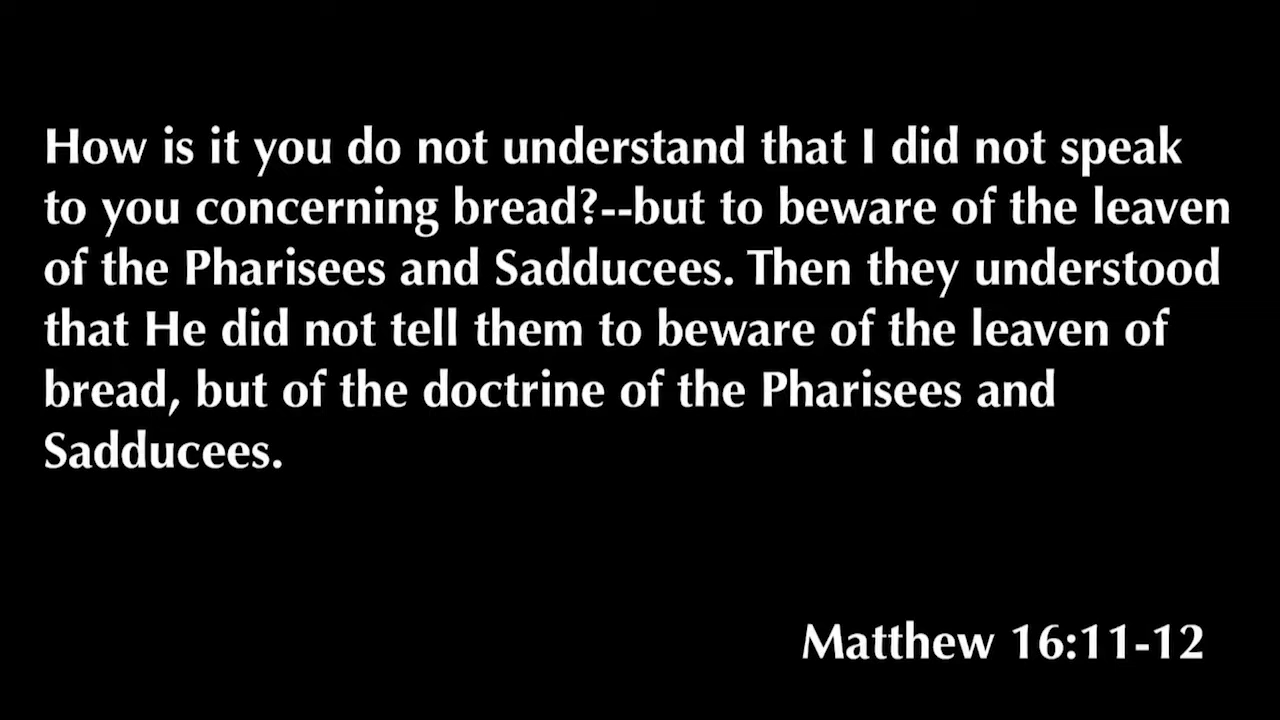 How is it you do not understand that I did not speak
to you concerning bread?--but to beware of the leaven
of the Pharisees and Sadducees. Then they understood
that He did not tell them to beware of the leaven of
bread, but of the doctrine of the Pharisees and
Sadducees.
Matthew 16:11-12